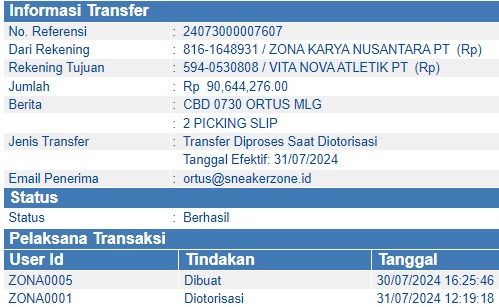 Informasi Transfer
No. Referensi : 24073000007607
Dari Rekening : 816-1648931 / ZONA KARYA NUSANTARA PT (Rp)
Rekening Tujuan : 594-0530808 / VITA NOVA ATLETIK PT (Rp)
Jumlah : Rp 90,644,276.00
Berita : CBD 0730 ORTUS MLG
: 2 PICKING SLIP
Jenis Transfer : Transfer Diproses Saat Diotorisasi
Tanggal Efektif: 31/07/2024
Email Penerima : ortus@sneakerzone.id
Status
Status : Berhasil
Pelaksana Transaksi
User Id Tindakan Tanggal
ZONA0005 Dibuat 30/07/2024 16:25:46
ZONA0001 Diotorisasi 31/07/2024 12:19:18